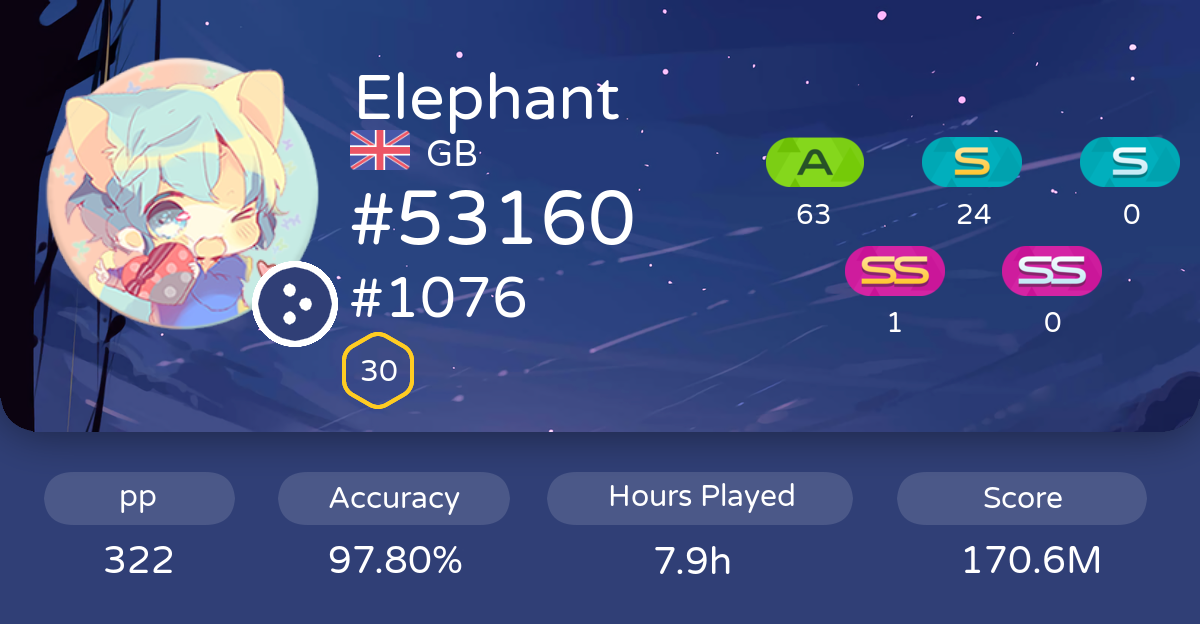 Elephant
GB
#53160
#1076
30
A S S
63 24 0
SS SS
1 0
pp Accuracy Hours Played Score
322 97.80% 7.9h 170.6M